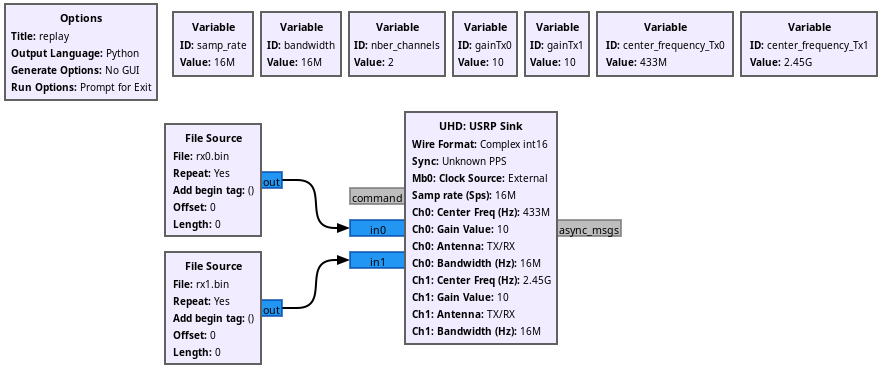 Options
Title: replay
Output Language: Python
Generate Options: No GUI
Run Options: Prompt for Exit
Variable
ID: samp_rate
Value: 16M
Variable
ID: bandwidth
Value: 16M
Variable
ID: nber_channels
Value: 2
Variable
ID: gainTx0
Value: 10
Variable
ID: gainTx1
Value: 10
Variable
ID: center_frequency_Tx0
Value: 433M
Variable
ID: center_frequency_Tx1
Value: 2.45G
File Source
File: rx0.bin
Repeat: Yes
Add begin tag: ()
Offset: 0
Length: 0
out
File Source
File: rx1.bin
Repeat: Yes
Add begin tag: ()
Offset: 0
Length: 0
out
command
in0
in1
UHD: USRP Sink
Wire Format: Complex int16
Sync: Unknown PPS
Mb0: Clock Source: External
Samp rate (Sps): 16M
Ch0: Center Freq (Hz): 433M
Ch0: Gain Value: 10
Ch0: Antenna: TX/RX
Ch0: Bandwidth (Hz): 16M
Ch1: Center Freq (Hz): 2.45G
Ch1: Gain Value: 10
Ch1: Antenna: TX/RX
Ch1: Bandwidth (Hz): 16M
async_msgs